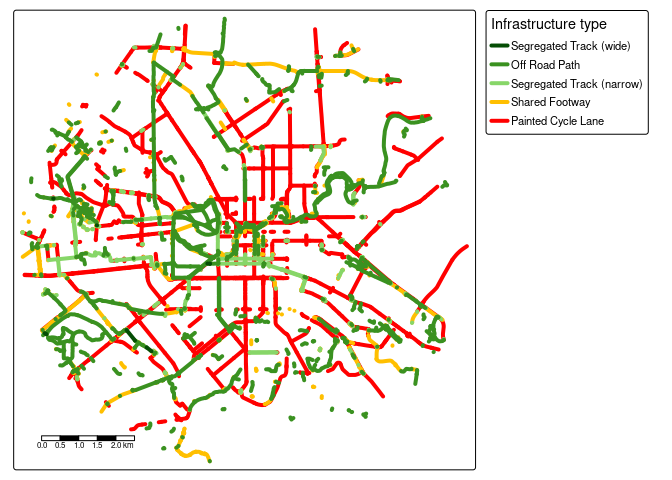 Infrastructure type
Segregated Track (wide)
Off Road Path
Segregated Track (narrow)
Shared Footway
Painted Cycle Lane
0.0 0.5 1.0 1.5 2.0 km